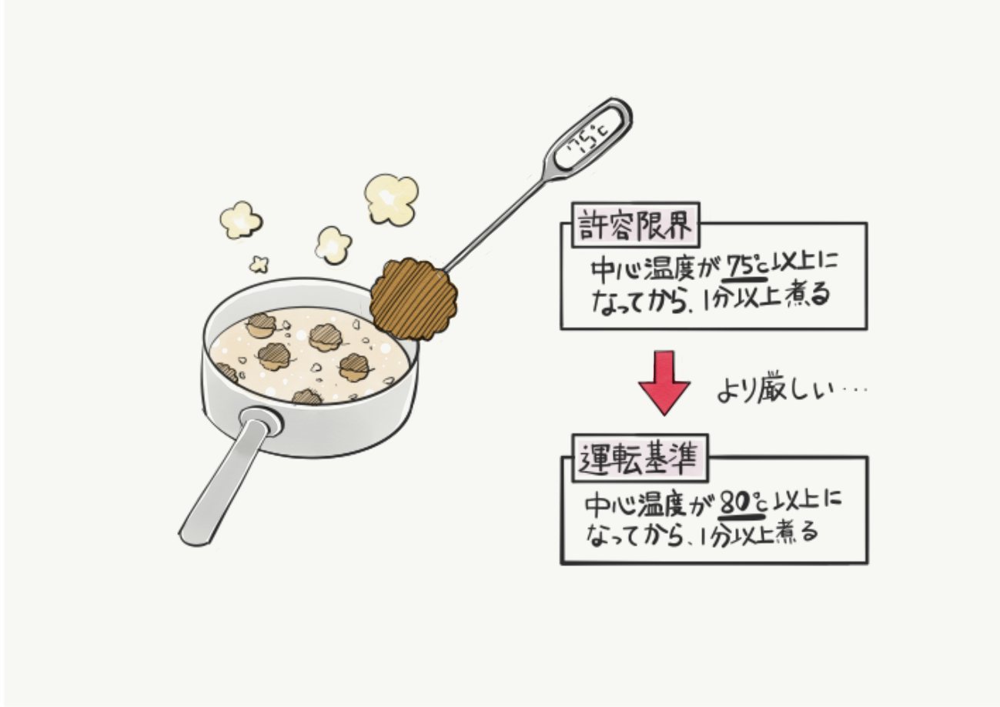 75℃
許容限界
中心温度が75℃以上に
なってから、1分以上煮る
より厳しい…
運転基準
中心温度が80℃以上に
なってから、1分以上煮る